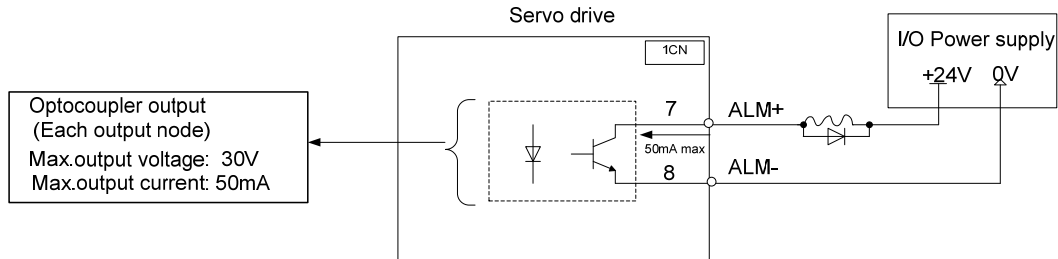 Servo drive
1CN
I/O Power supply
+24V 0V
Optocoupler output
(Each output node)
Max.output voltage: 30V
Max.output current: 50mA
7 ALM+
50mA max
8 ALM-